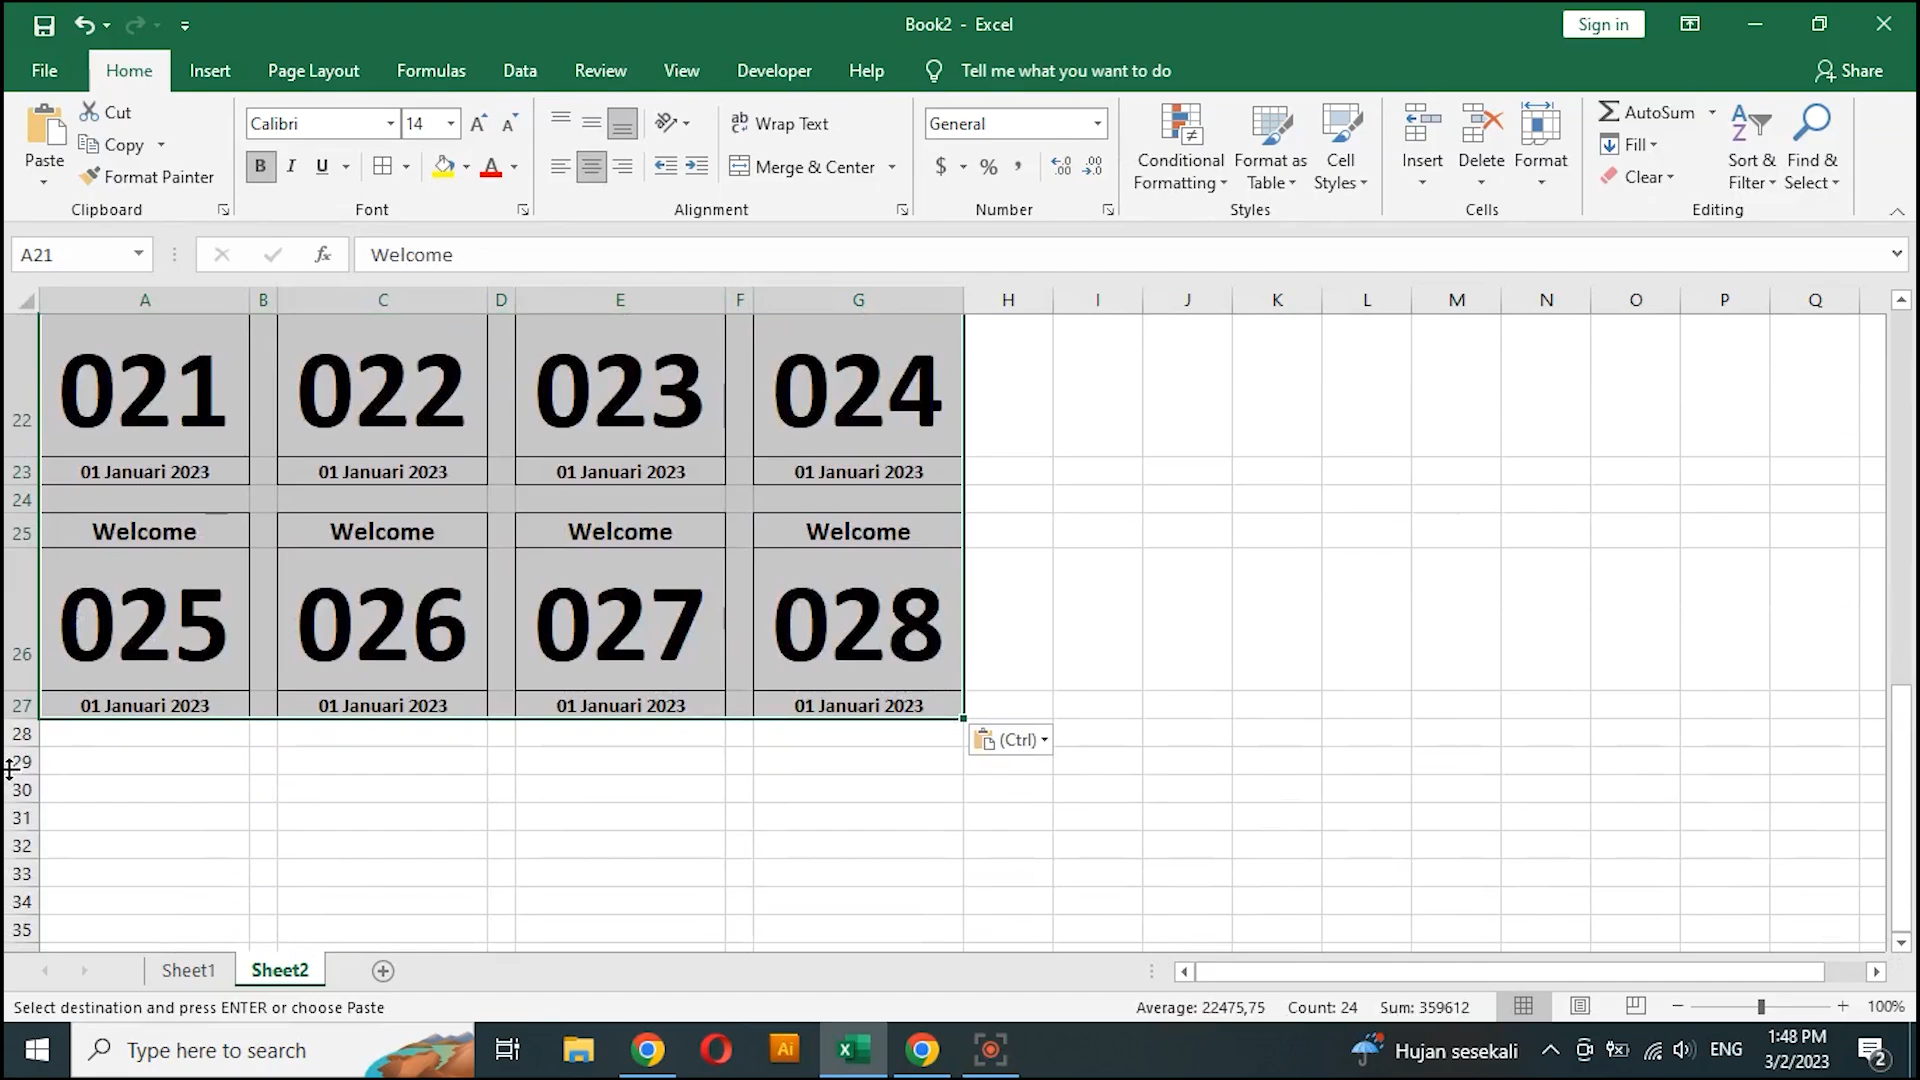 Book2 - Excel
Sign in
File Home Insert Page Layout Formulas Data Review View Developer Help Tell me what you want to do Share
Paste
Cut
Copy
Format Painter
Clipboard
Calibri 14
B I U
Font
Wrap Text
Merge & Center
Alignment
General
$ % ,
Number
Conditional Formatting
Format as Table
Cell Styles
Styles
Insert Delete Format
Cells
AutoSum
Fill
Clear
Sort & Filter
Find & Select
Editing
A21 fx Welcome
A B C D E F G H I J K L M N O P Q
22 021 022 023 024
23 01 Januari 2023 01 Januari 2023 01 Januari 2023 01 Januari 2023
24
25 Welcome Welcome Welcome Welcome
26 025 026 027 028
27 01 Januari 2023 01 Januari 2023 01 Januari 2023 01 Januari 2023
28 (Ctrl)
29
30
31
32
33
34
35
Sheet1 Sheet2
Select destination and press ENTER or choose Paste Average: 22475,75 Count: 24 Sum: 359612 100%
Type here to search Ai Hujan sesekali ENG 1:48 PM
3/2/2023 2